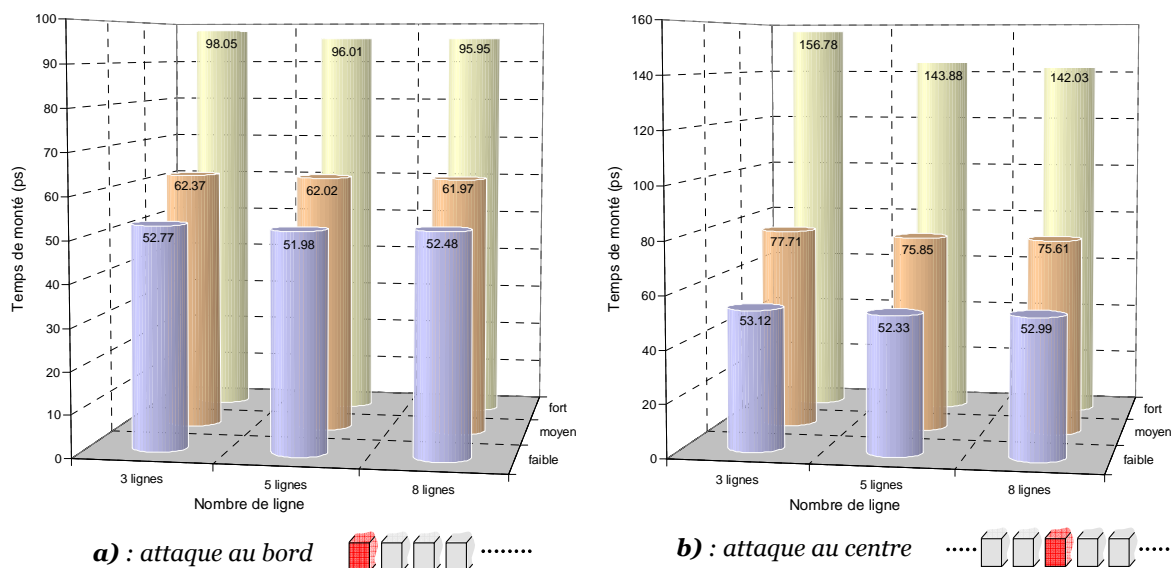 100
90
80
70
60
50
40
30
20
10
0
Temps de monté (ps)
98.05
96.01
95.95
62.37
62.02
61.97
52.77
51.98
52.48
fort
moyen
faible
3 lignes
5 lignes
8 lignes
Nombre de ligne
a) : attaque au bord
160
140
120
100
80
60
40
20
0
Temps de monté (ps)
156.78
143.88
142.03
77.71
75.85
75.61
53.12
52.33
52.99
fort
moyen
faible
3 lignes
5 lignes
8 lignes
Nombre de ligne
b) : attaque au centre